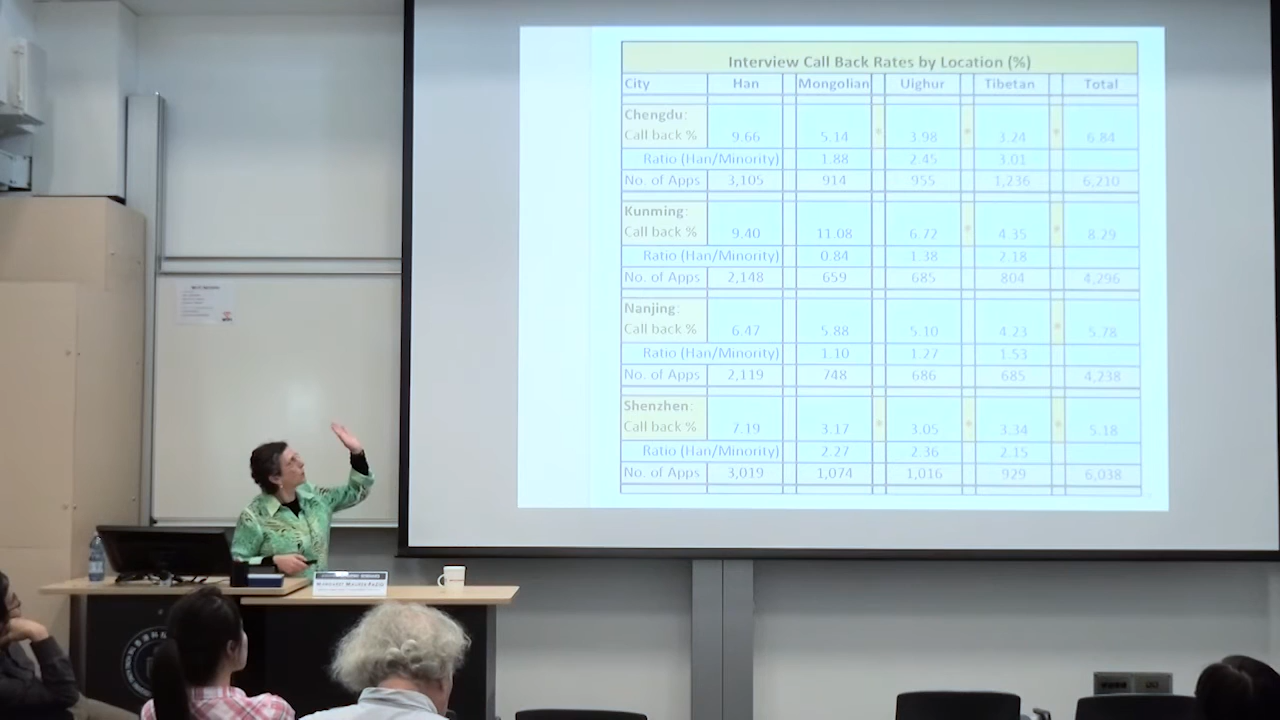 Interview Call Back Rates by Location (%)
City Han Mongolian Uighur Tibetan Total
Chengdu:
Call back % 9.66 5.14 * 3.98 * 3.24 * 6.84
Ratio (Han/Minority) 1.88 2.45 3.01
No. of Apps 3,105 914 955 1,236 6,210
Kunming:
Call back % 9.40 11.08 6.72 * 4.35 * 8.29
Ratio (Han/Minority) 0.84 1.38 2.18
No. of Apps 2,148 659 685 804 4,296
Nanjing:
Call back % 6.47 5.88 5.10 4.23 * 5.78
Ratio (Han/Minority) 1.10 1.27 1.53
No. of Apps 2,119 748 686 685 4,238
Shenzhen:
Call back % 7.19 3.17 * 3.05 * 3.34 * 5.18
Ratio (Han/Minority) 2.27 2.36 2.15
No. of Apps 3,019 1,074 1,016 929 6,038